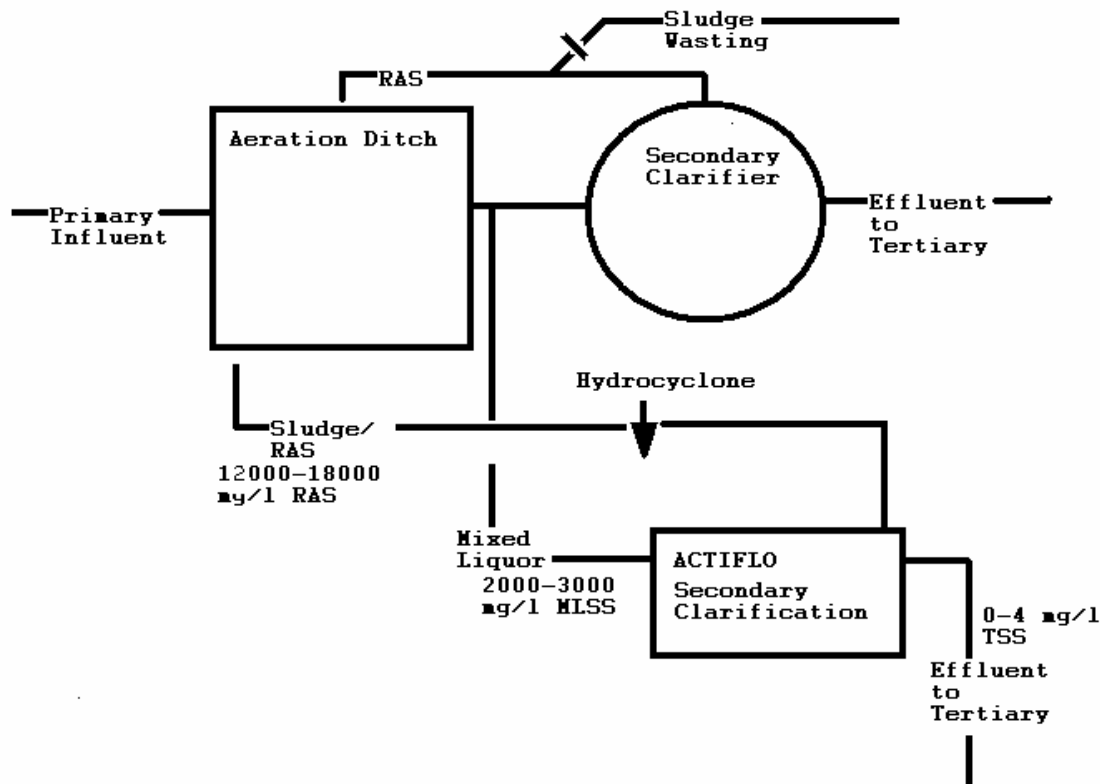 Sludge
Wasting
RAS
Aeration Ditch
Secondary
Clarifier
Primary
Influent
Effluent
to
Tertiary
Hydrocyclone
Sludge/
RAS
12000-18000
my/l RAS
Mixed
Liquor
2000-3000
mg/l MLSS
ACTIFLO
Secondary
Clarification
0-4 mg/l
TSS
Effluent
to
Tertiary